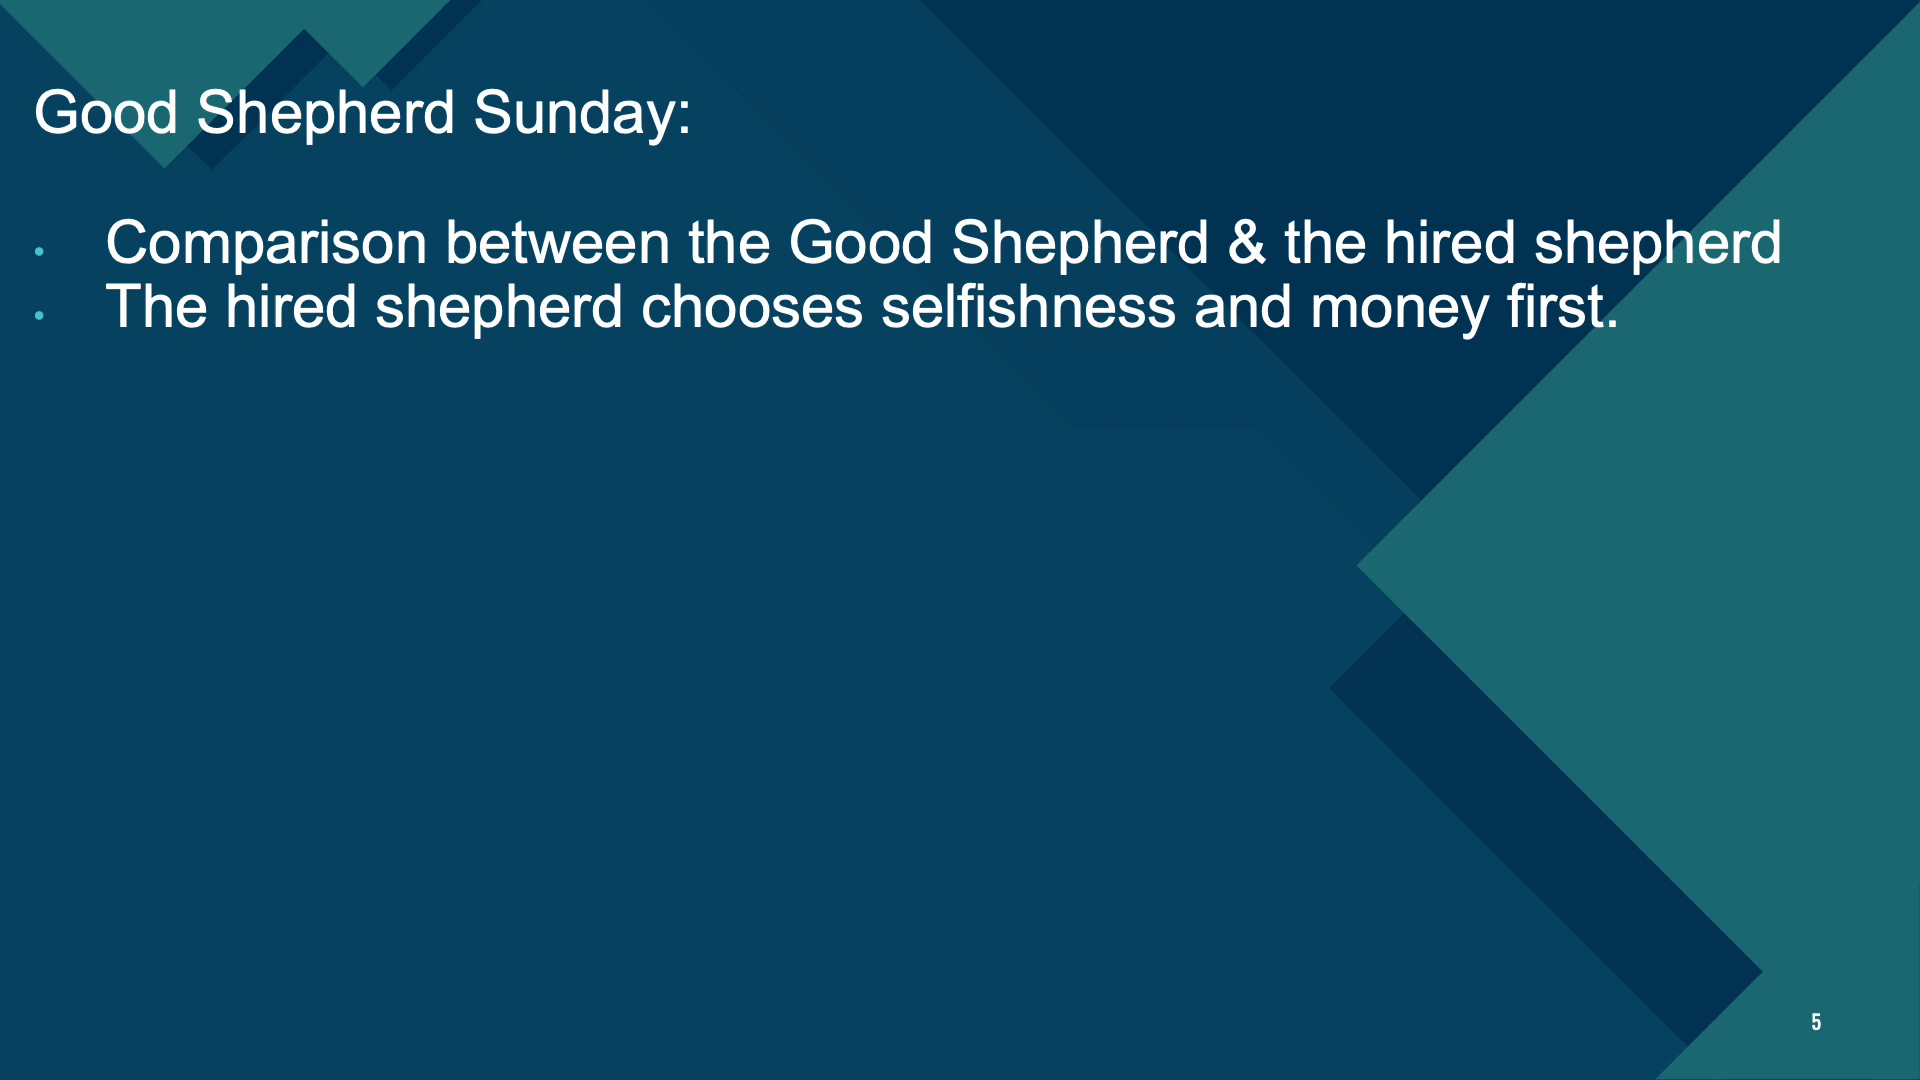 Good Shepherd Sunday:
• Comparison between the Good Shepherd & the hired shepherd
• The hired shepherd chooses selfishness and money first.
5